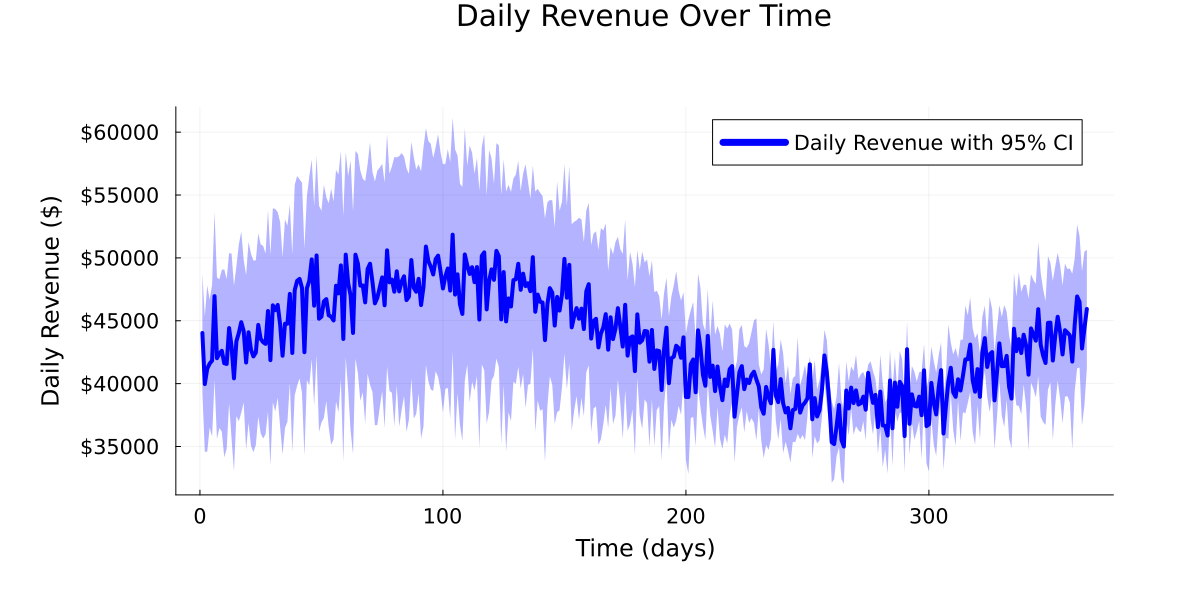 Daily Revenue Over Time
Daily Revenue with 95% CI
Daily Revenue ($)
$60000
$55000
$50000
$45000
$40000
$35000
0 100 200 300
Time (days)